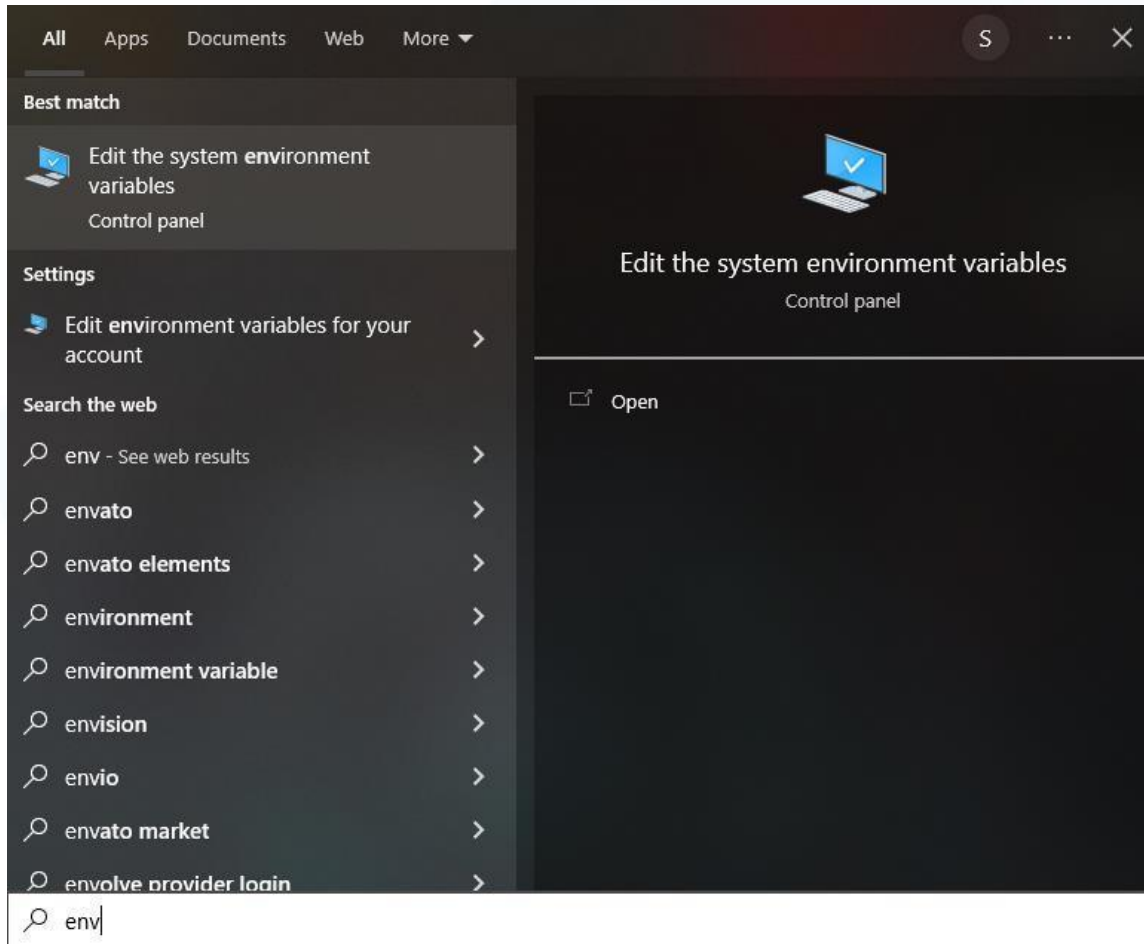 All Apps Documents Web More
S ... ×
Best match
Edit the system environment
variables
Control panel
Settings
Edit environment variables for your
account
Search the web
env - See web results
envato
envato elements
environment
environment variable
envision
envio
envato market
envolve provider login
env
Edit the system environment variables
Control panel
Open